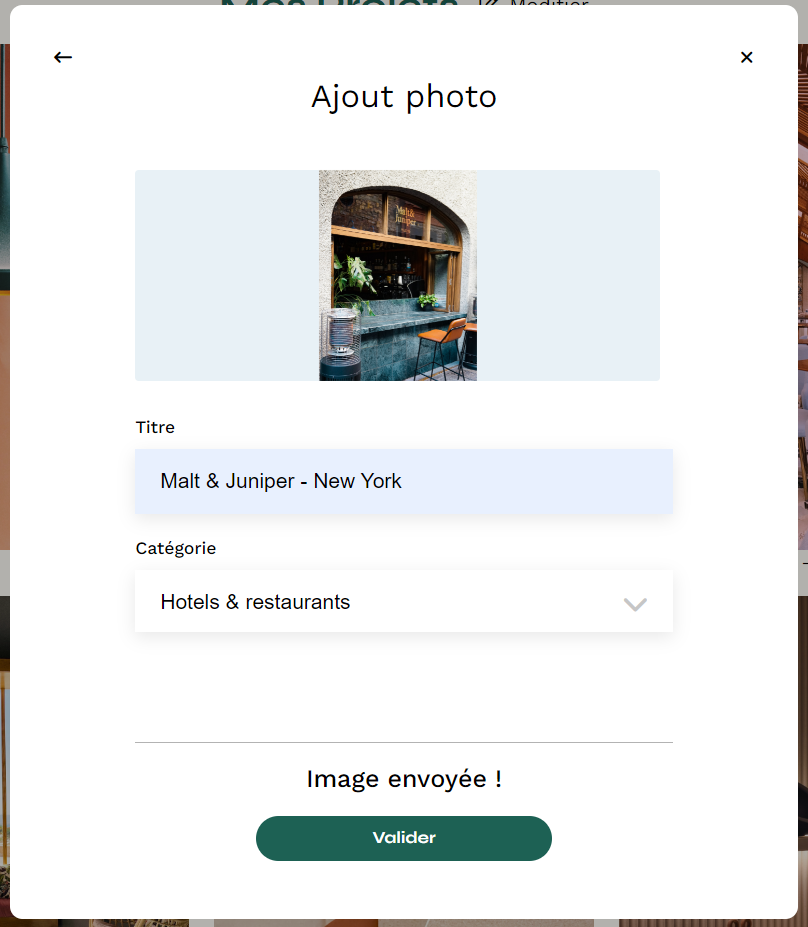 Mes Projets Modifier
Ajout photo
Malt &
Juniper
Titre
Malt & Juniper - New York
Catégorie
Hotels & restaurants
Image envoyée !
Valider